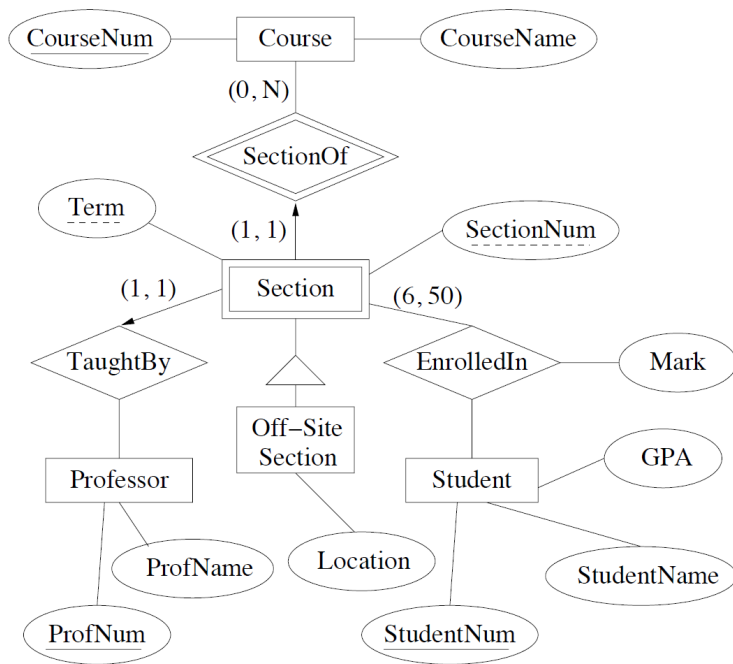 CourseNum
Course
CourseName
(0, N)
SectionOf
Term
(1, 1)
SectionNum
(1, 1)
Section
(6, 50)
TaughtBy
EnrolledIn
Mark
Off−Site
Section
Professor
Student
GPA
ProfName
Location
StudentName
ProfNum
StudentNum